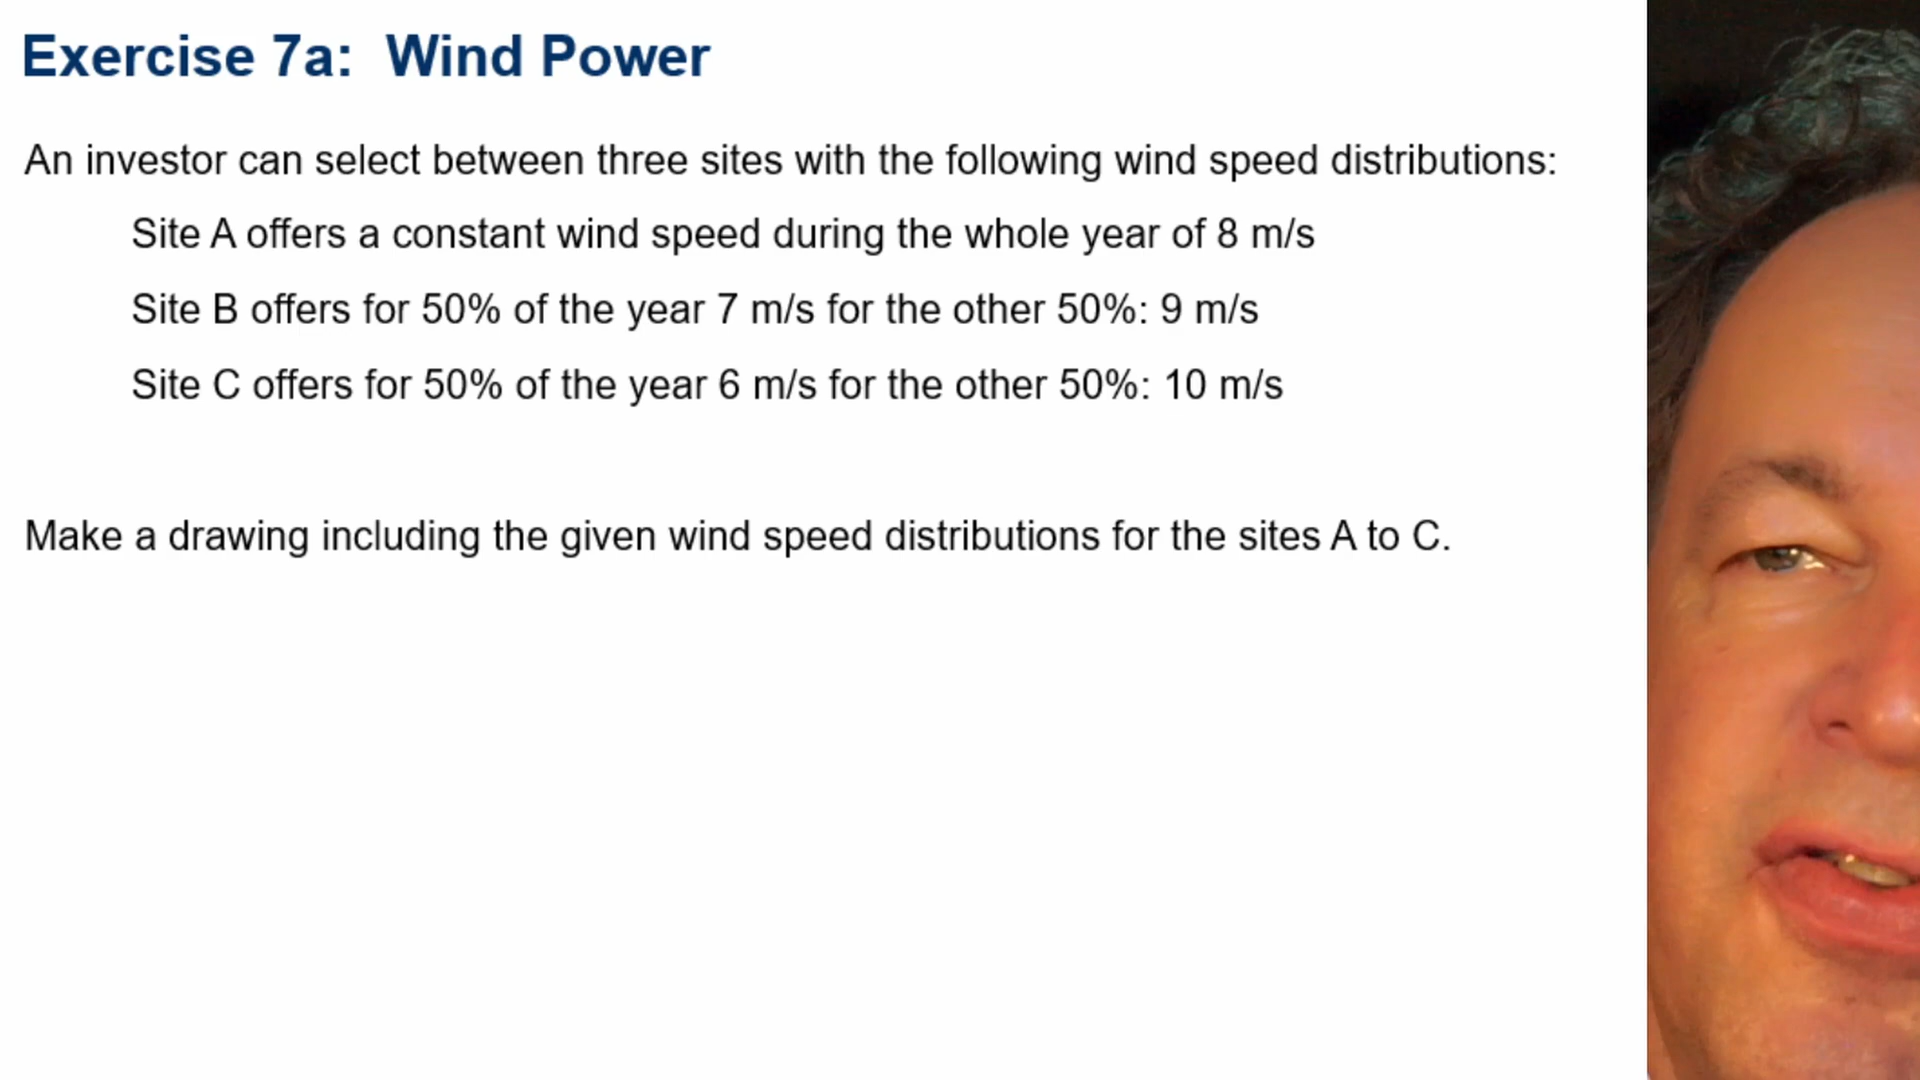 Exercise 7a: Wind Power
An investor can select between three sites with the following wind speed distributions:
Site A offers a constant wind speed during the whole year of 8 m/s
Site B offers for 50% of the year 7 m/s for the other 50%: 9 m/s
Site C offers for 50% of the year 6 m/s for the other 50%: 10 m/s
Make a drawing including the given wind speed distributions for the sites A to C.